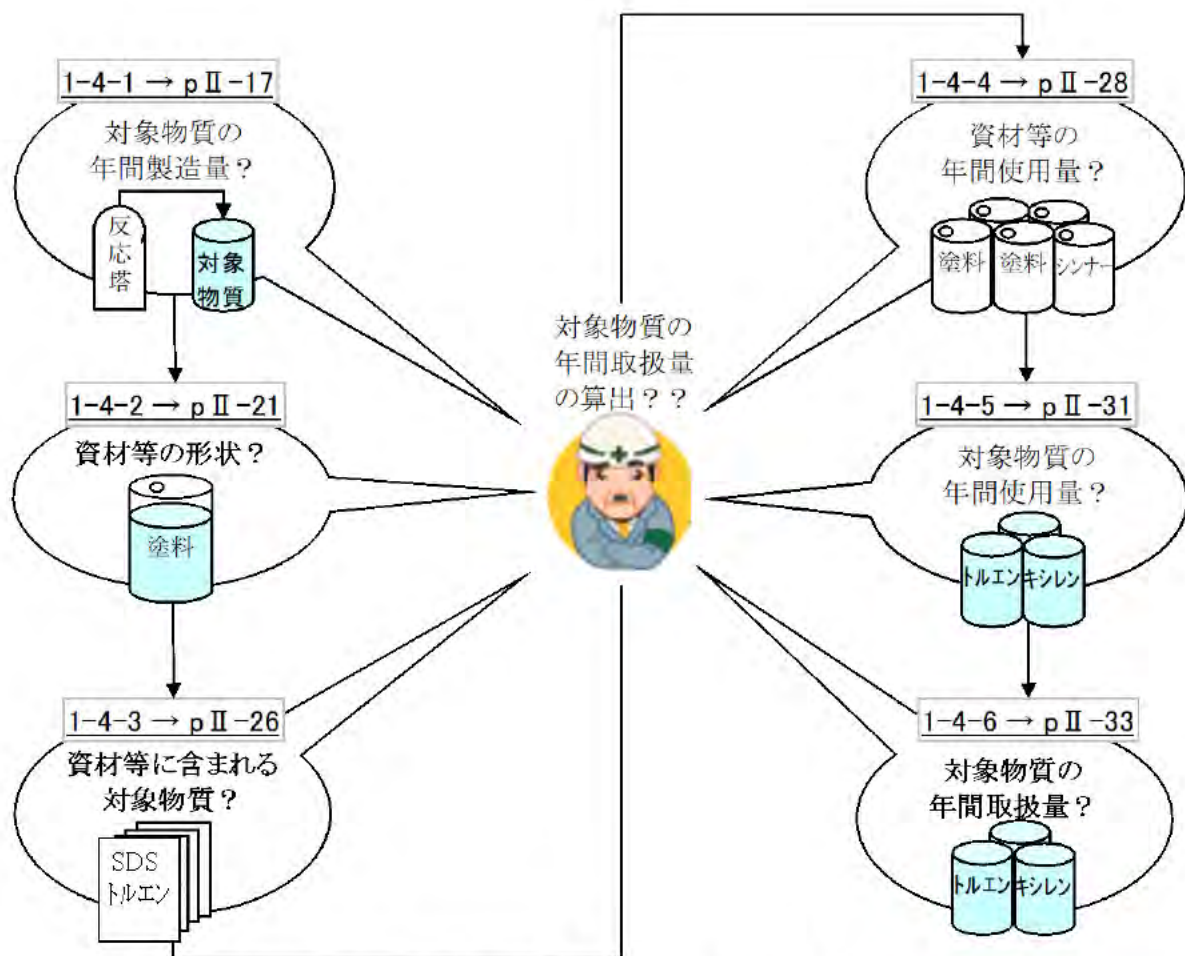 1-4-1 → pⅡ-17
対象物質の
年間製造量？
反応塔
対象
物質
1-4-2 → pⅡ-21
資材等の形状？
塗料
1-4-3 → pⅡ-26
資材等に含まれる
対象物質？
SDS
トルエン
対象物質の
年間取扱量
の算出？？
1-4-4 → pⅡ-28
資材等の
年間使用量？
塗料
塗料
シンナー
1-4-5 → pⅡ-31
対象物質の
年間使用量？
トルエン
キシレン
1-4-6 → pⅡ-33
対象物質の
年間取扱量？
トルエン
キシレン